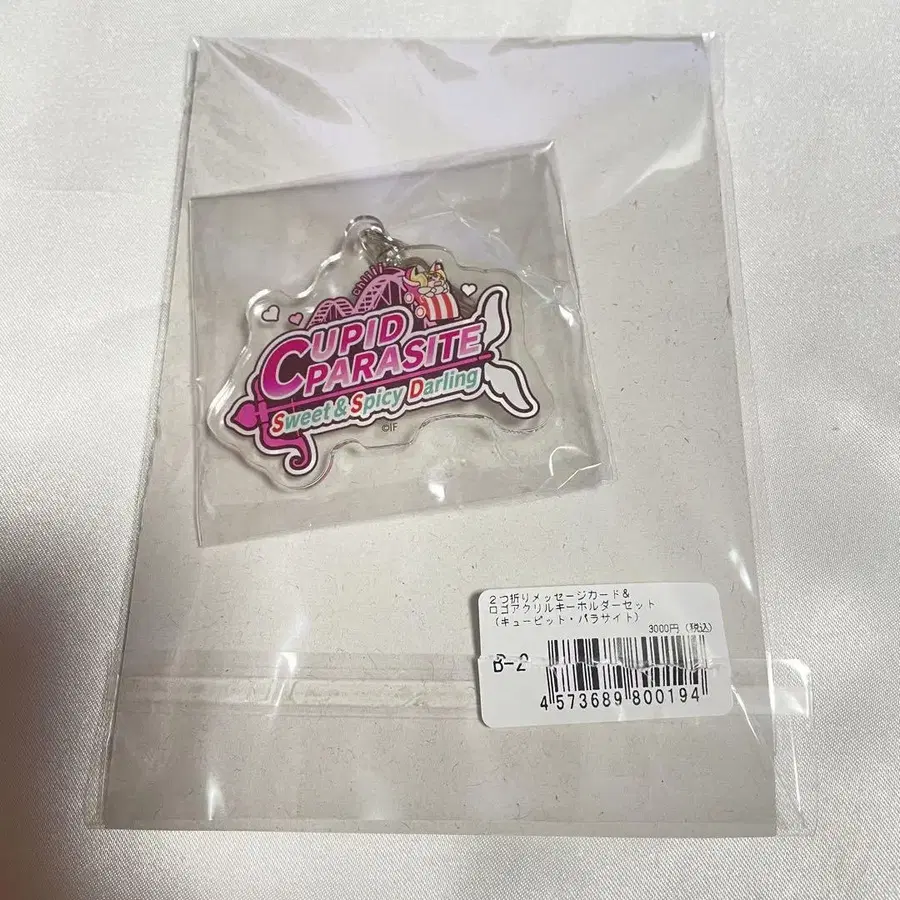 CUPID
PARASITE
Sweet & Spicy Darling
©IF
2つ折りメッセージカード&
ロゴアクリルキーホルダーセット
(キューピット・パラサイト)
3000円 (税込)
B-2
4 573689 800194